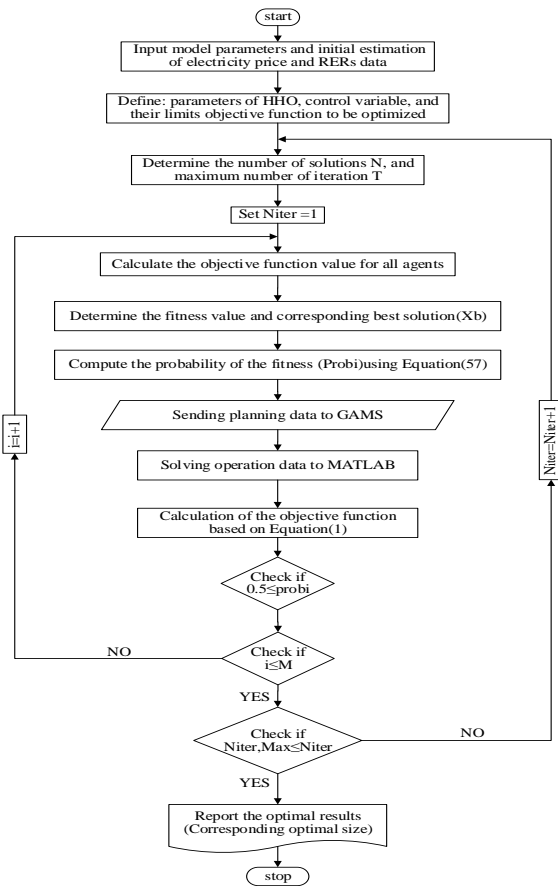 start
Input model parameters and initial estimation
of electricity price and RERs data
Define: parameters of HHO, control variable, and
their limits objective function to be optimized
Determine the number of solutions N, and
maximum number of iteration T
Set Niter =1
Calculate the objective function value for all agents
Determine the fitness value and corresponding best solution(Xb)
Compute the probability of the fitness (Probi)using Equation(57)
Sending planning data to GAMS
i=i+1
Niter=Niter+1
Solving operation data to MATLAB
Calculation of the objective function
based on Equation(1)
Check if
0.5≤probi
Check if
i≤M
NO
YES
Check if
Niter,Max≤Niter
NO
YES
Report the optimal results
(Corresponding optimal size)
stop